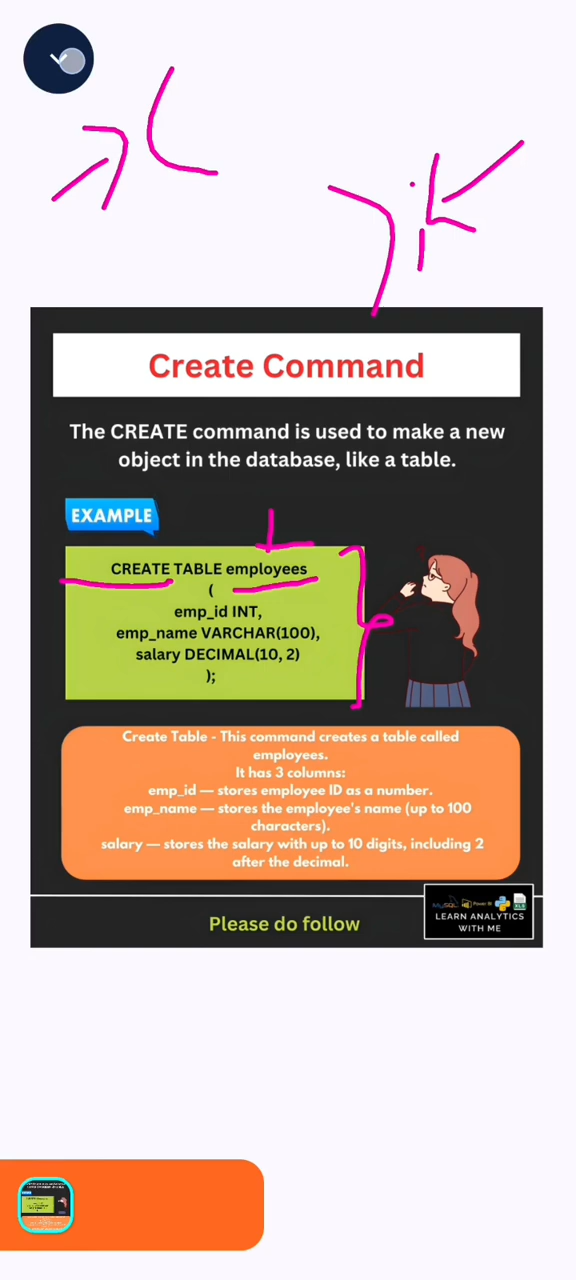 Create Command
The CREATE command is used to make a new
object in the database, like a table.
EXAMPLE
CREATE TABLE employees
(
emp_id INT,
emp_name VARCHAR(100),
salary DECIMAL(10, 2)
);
Create Table - This command creates a table called
employees.
It has 3 columns:
emp_id — stores employee ID as a number.
emp_name — stores the employee's name (up to 100
characters).
salary — stores the salary with up to 10 digits, including 2
after the decimal.
Please do follow
MySQL Power BI
LEARN ANALYTICS
WITH ME